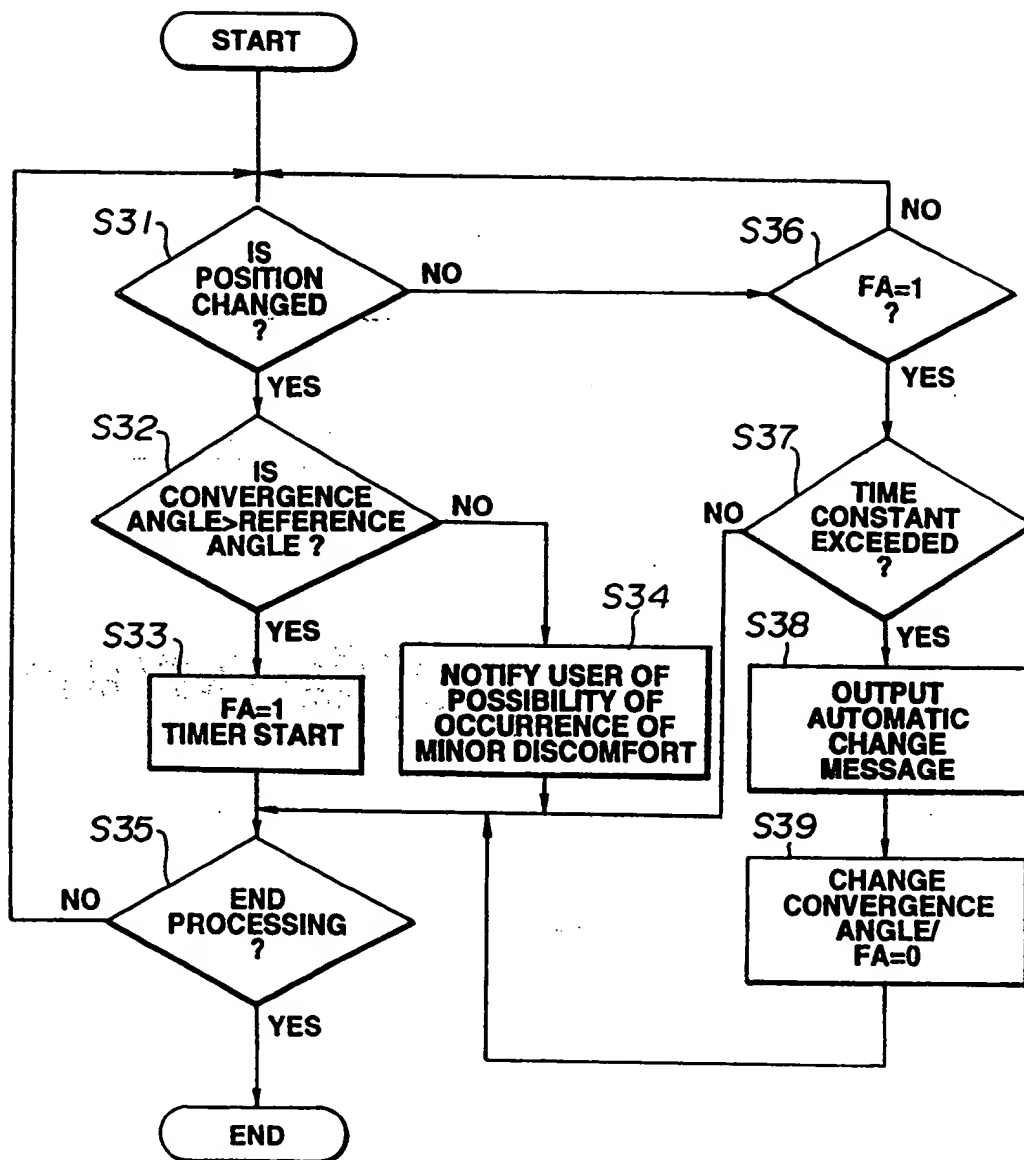 START
S31
IS
POSITION
CHANGED
?
NO
YES
S36
NO
FA=1
?
YES
S32
IS
CONVERGENCE
ANGLE>REFERENCE
ANGLE ?
NO
YES
S37
TIME
CONSTANT
EXCEEDED
?
NO
YES
S33
FA=1
TIMER START
S34
NOTIFY USER OF
POSSIBILITY OF
OCCURRENCE OF
MINOR DISCOMFORT
S38
OUTPUT
AUTOMATIC
CHANGE
MESSAGE
S35
END
PROCESSING
?
NO
YES
S39
CHANGE
CONVERGENCE
ANGLE/
FA=0
END